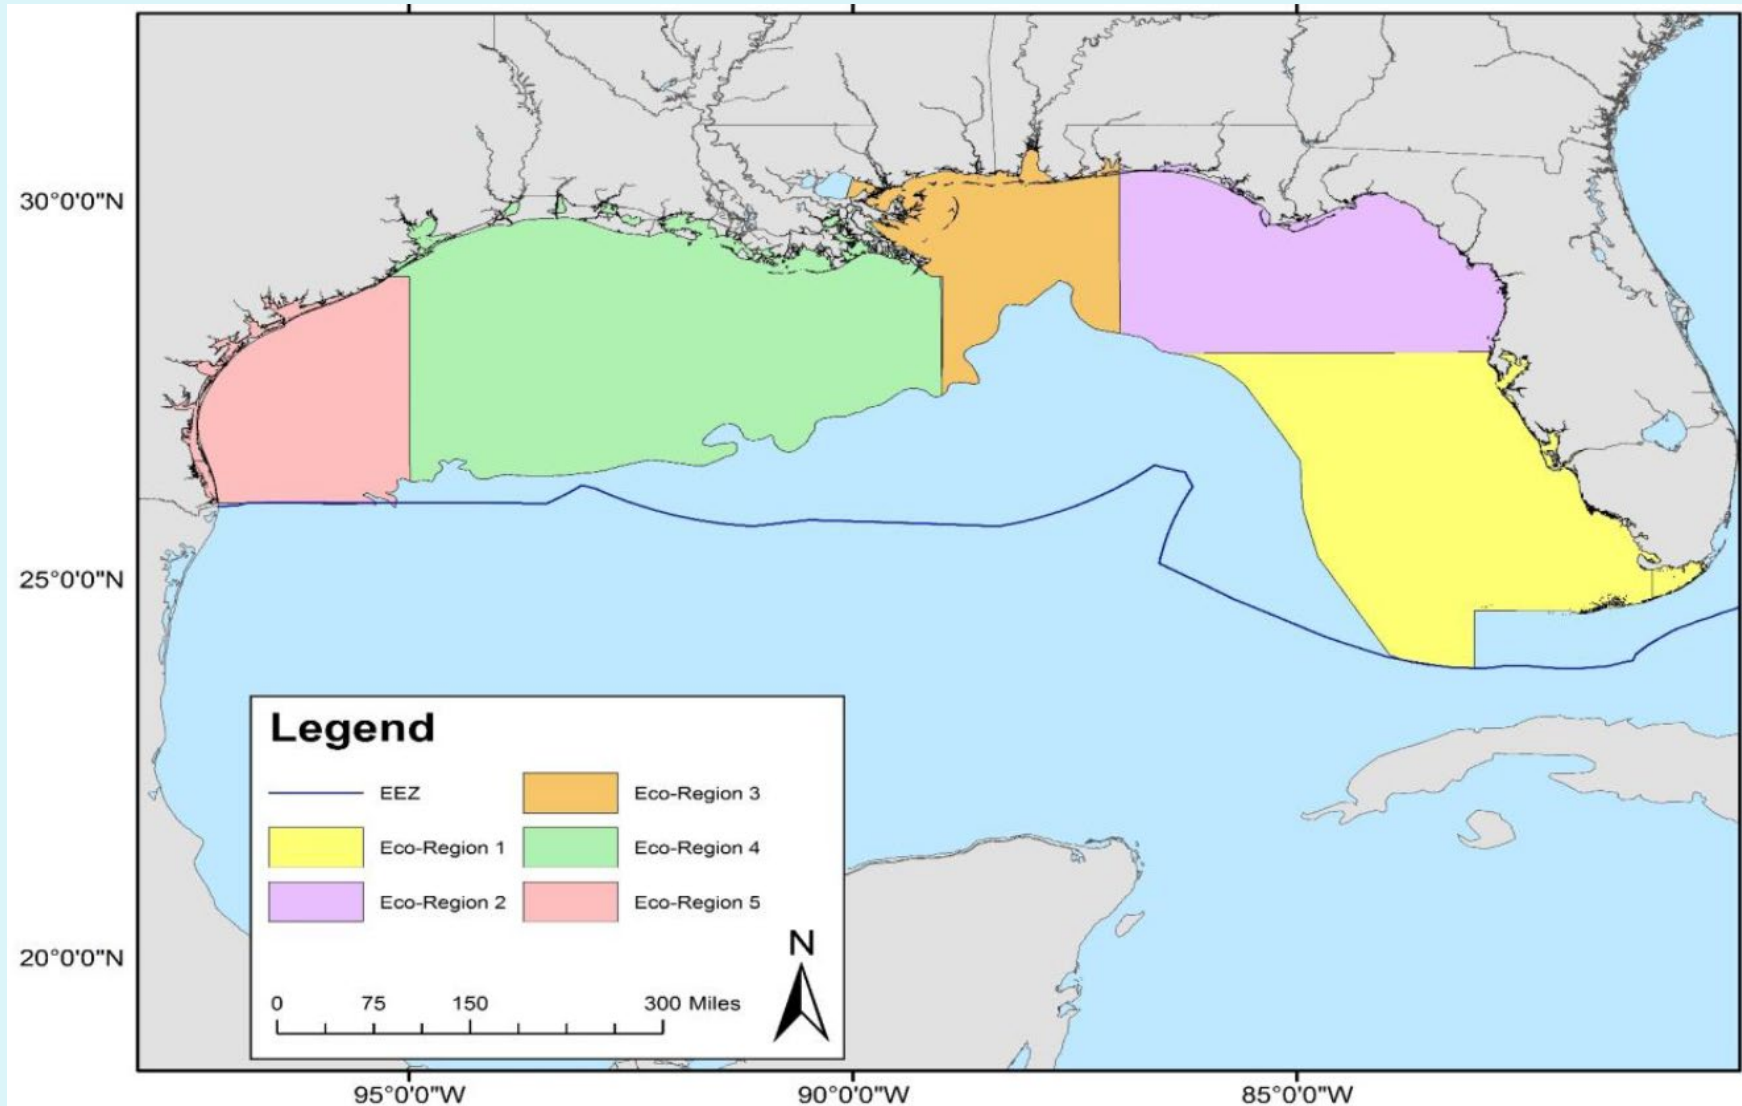 30°0'0"N
25°0'0"N
20°0'0"N
Legend
EEZ
Eco-Region 3
Eco-Region 1
Eco-Region 4
Eco-Region 2
Eco-Region 5
N
0 75 150 300 Miles
95°0'0"W 90°0'0"W 85°0'0"W